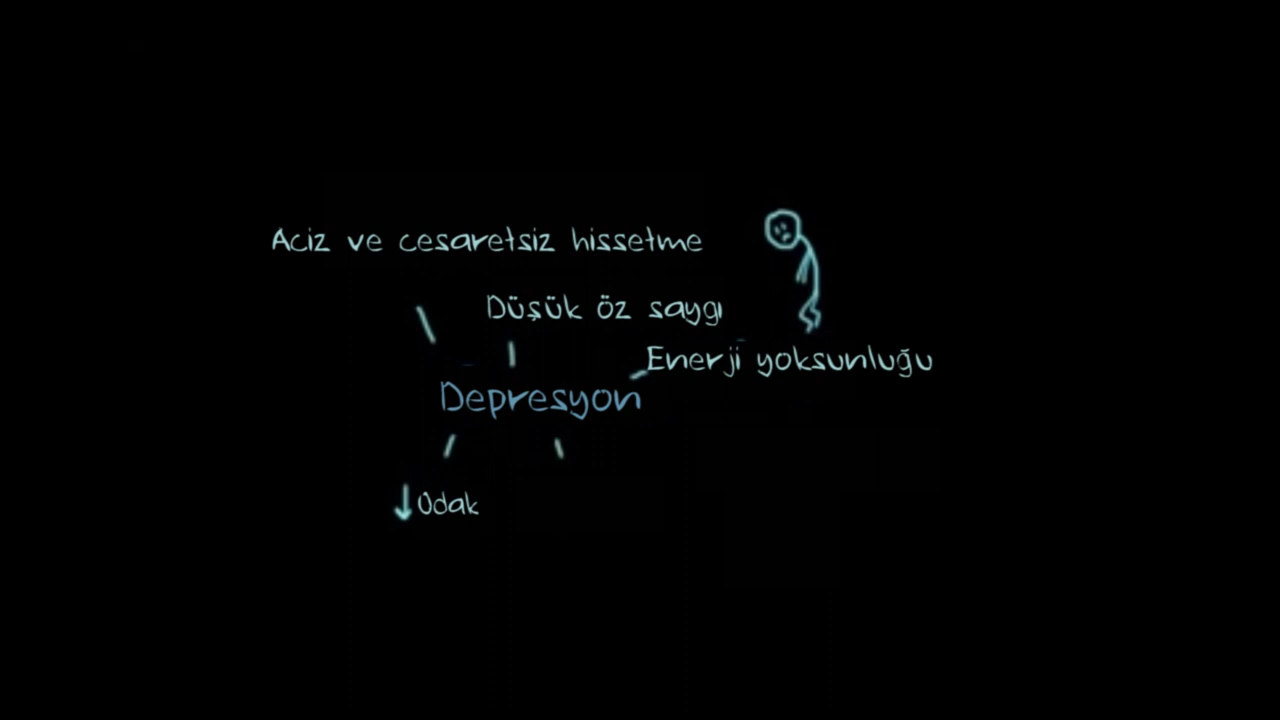 Aciz ve cesaretsiz hissetme
Düşük öz saygı
Enerji yoksunluğu
Depresyon
↓ Odak